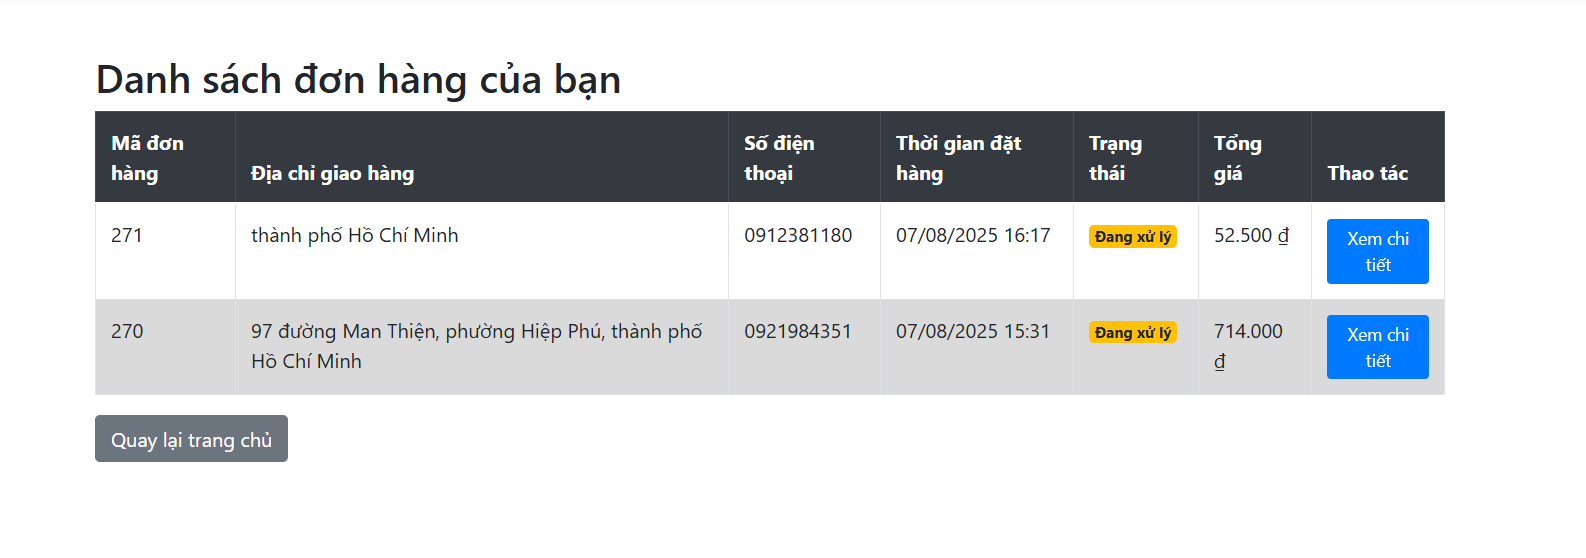 Danh sách đơn hàng của bạn
Mã đơn hàng
Địa chỉ giao hàng
Số điện thoại
Thời gian đặt hàng
Trạng thái
Tổng giá
Thao tác
271
thành phố Hồ Chí Minh
0912381180
07/08/2025 16:17
Đang xử lý
52.500 ₫
Xem chi tiết
270
97 đường Man Thiện, phường Hiệp Phú, thành phố
Hồ Chí Minh
0921984351
07/08/2025 15:31
Đang xử lý
714.000 ₫
Xem chi tiết
Quay lại trang chủ